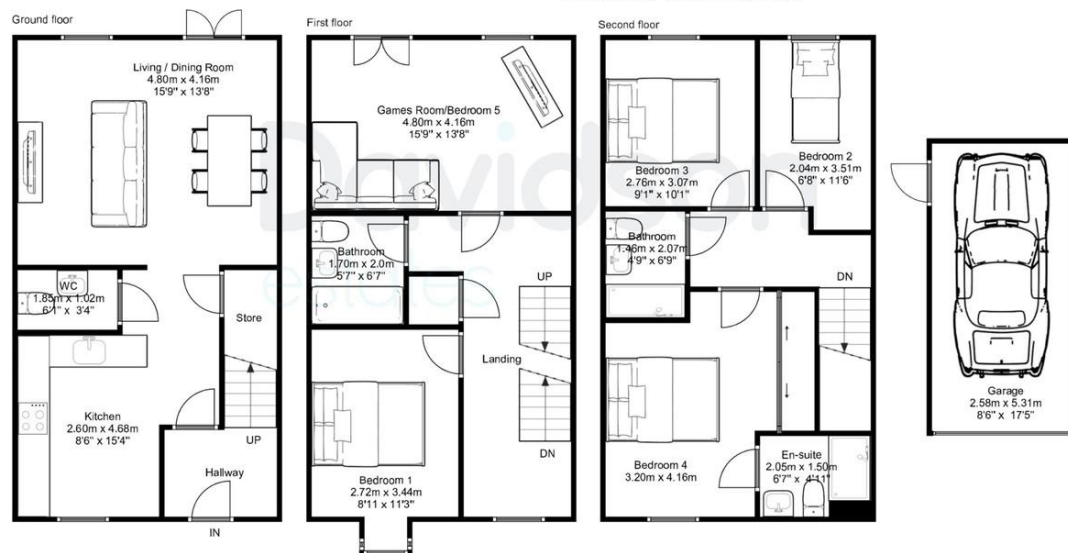 Ground floor
Living / Dining Room
4.80m x 4.16m
15'9" x 13'8"
WC
1.85m x 1.02m
6'1" x 3'4"
Store
Kitchen
2.60m x 4.68m
8'6" x 15'4"
UP
Hallway
IN
First floor
Games Room/Bedroom 5
4.80m x 4.16m
15'9" x 13'8"
Bathroom
1.70m x 2.0m
5'7" x 6'7"
UP
Landing
DN
Bedroom 1
2.72m x 3.44m
8'11 x 11'3"
Second floor
Bedroom 3
2.76m x 3.07m
9'1" x 10'1"
Bedroom 2
2.04m x 3.51m
6'8" x 11'6"
Bathroom
1.46m x 2.07m
4'9" x 6'9"
DN
Bedroom 4
3.20m x 4.16m
En-suite
2.05m x 1.50m
6'7" x 4'11"
Garage
2.58m x 5.31m
8'6" x 17'5"
Davidson
estates